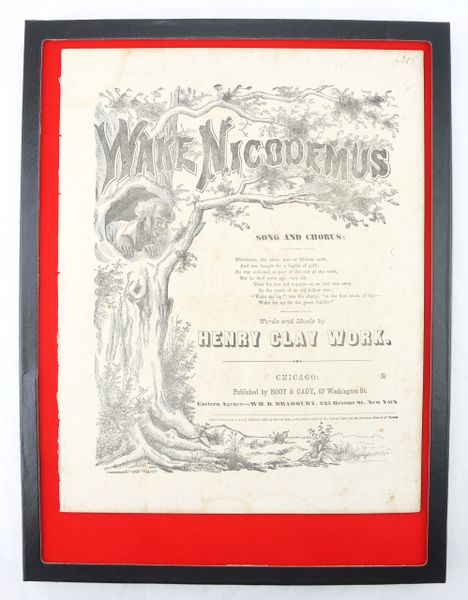 WAKE NICODEMUS
SONG AND CHORUS:
Nicodemus, the slave, was of African birth,
And was bought for a bagful of gold;
He was reckoned as part of the salt of the earth,
But he died years ago, very old.
'Twas his last sad request—so we laid him away
In the trunk of an old hollow tree;
"Wake me up!" was his charge, "at the first break of day—
Wake me up for the great Jubilee!"
Words and Music by
HENRY CLAY WORK.
CHICAGO:
Published by ROOT & CADY, 67 Washington St.
Eastern Agency—WM. B. BRADBURY, 425 Broome St, New York